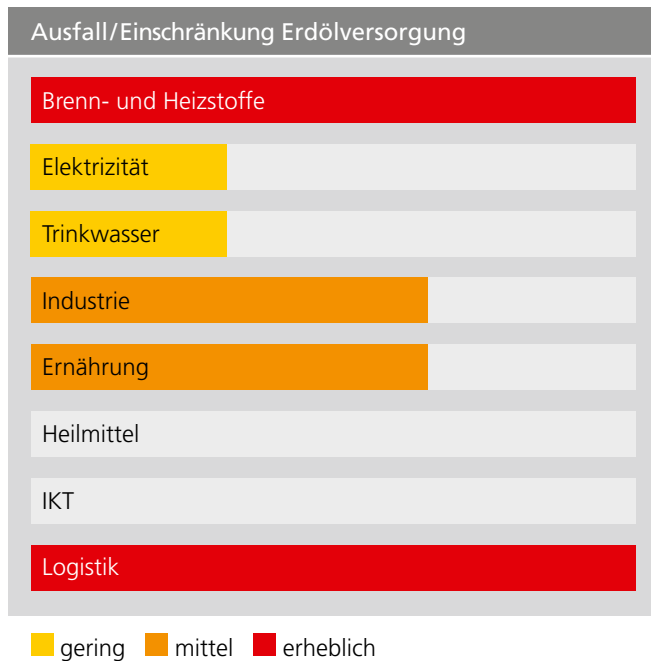 Ausfall/Einschränkung Erdölversorgung
Brenn- und Heizstoffe
Elektrizität
Trinkwasser
Industrie
Ernährung
Heilmittel
IKT
Logistik
gering mittel erheblich